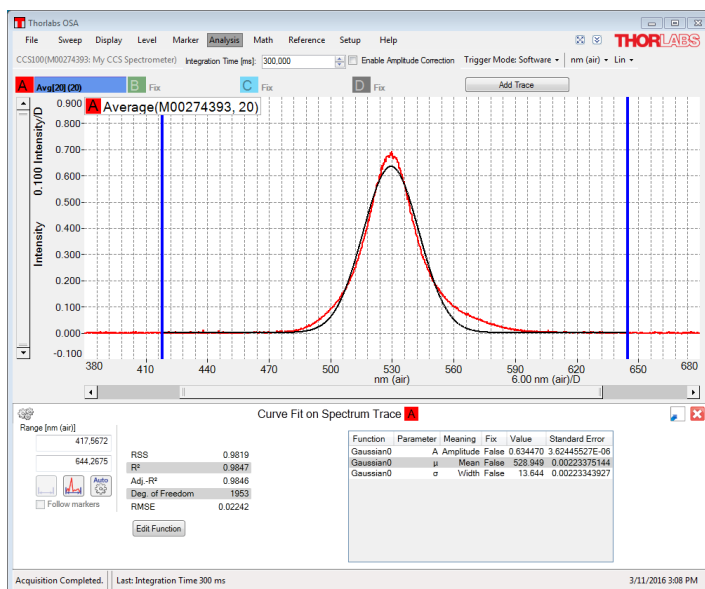 Thorlabs OSA
File Sweep Display Level Marker Analysis Math Reference Setup Help
THORLABS
CCS100(M00274393: My CCS Spectrometer) Integration Time [ms]: 300,000 Enable Amplitude Correction Trigger Mode: Software nm (air) Lin
A Avg[20] (20) B Fix C Fix D Fix Add Trace
A Average(M00274393, 20)
0.100 Intensity/D
Intensity
0.900
0.800
0.700
0.600
0.500
0.400
0.300
0.200
0.100
0.000
-0.100
380 410 440 470 500 530 560 590 620 650 680
nm (air) 6.00 nm (air)/D
Curve Fit on Spectrum Trace A
Range [nm (air)]
417,5672
644,2675
Auto
Follow markers
RSS 0.9819
R² 0.9847
Adj.-R² 0.9846
Deg. of Freedom 1953
RMSE 0.02242
Edit Function
Function Parameter Meaning Fix Value Standard Error
Gaussian0 A Amplitude False 0.634470 3.62445527E-06
Gaussian0 μ Mean False 528.949 0.00223375144
Gaussian0 σ Width False 13.644 0.00223343927
Acquisition Completed. Last: Integration Time 300 ms 3/11/2016 3:08 PM